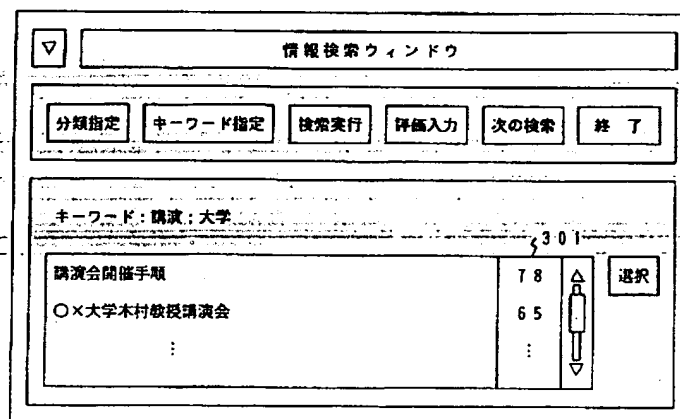 ▽ 情報検索ウィンドウ
分類指定 キーワード指定 検索実行 評価入力 次の検索 終了
キーワード：講演；大学
301
講演会開催手順 78 △ 選択
○×大学木村教授講演会 65
⋮ ⋮ ▽